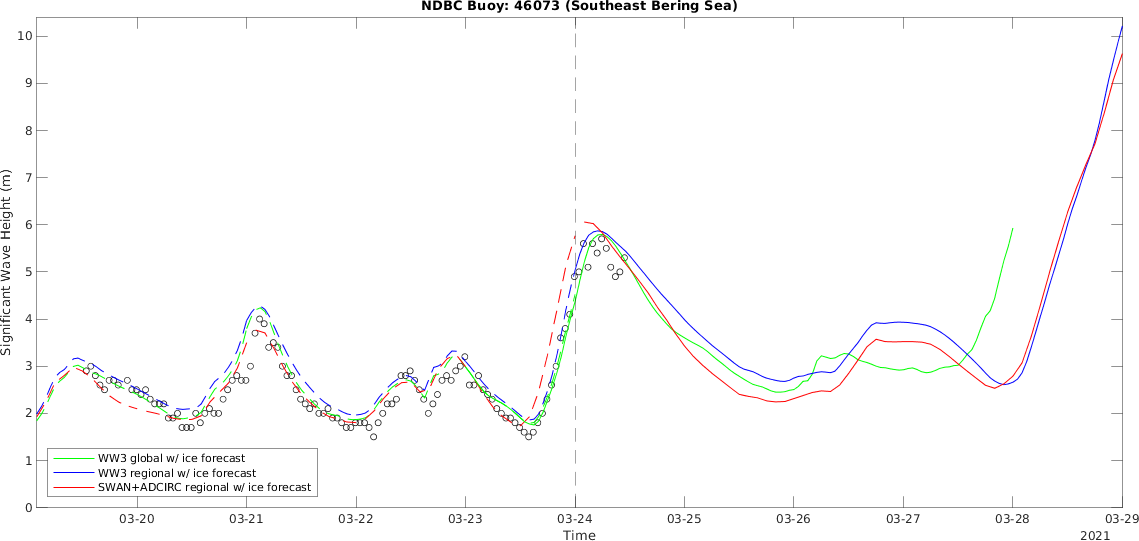 NDBC Buoy: 46073 (Southeast Bering Sea)
Significant Wave Height (m)
10
9
8
7
6
5
4
3
2
1
0
WW3 global w/ ice forecast
WW3 regional w/ ice forecast
SWAN+ADCIRC regional w/ ice forecast
03-20 03-21 03-22 03-23 03-24 03-25 03-26 03-27 03-28 03-29
Time
2021